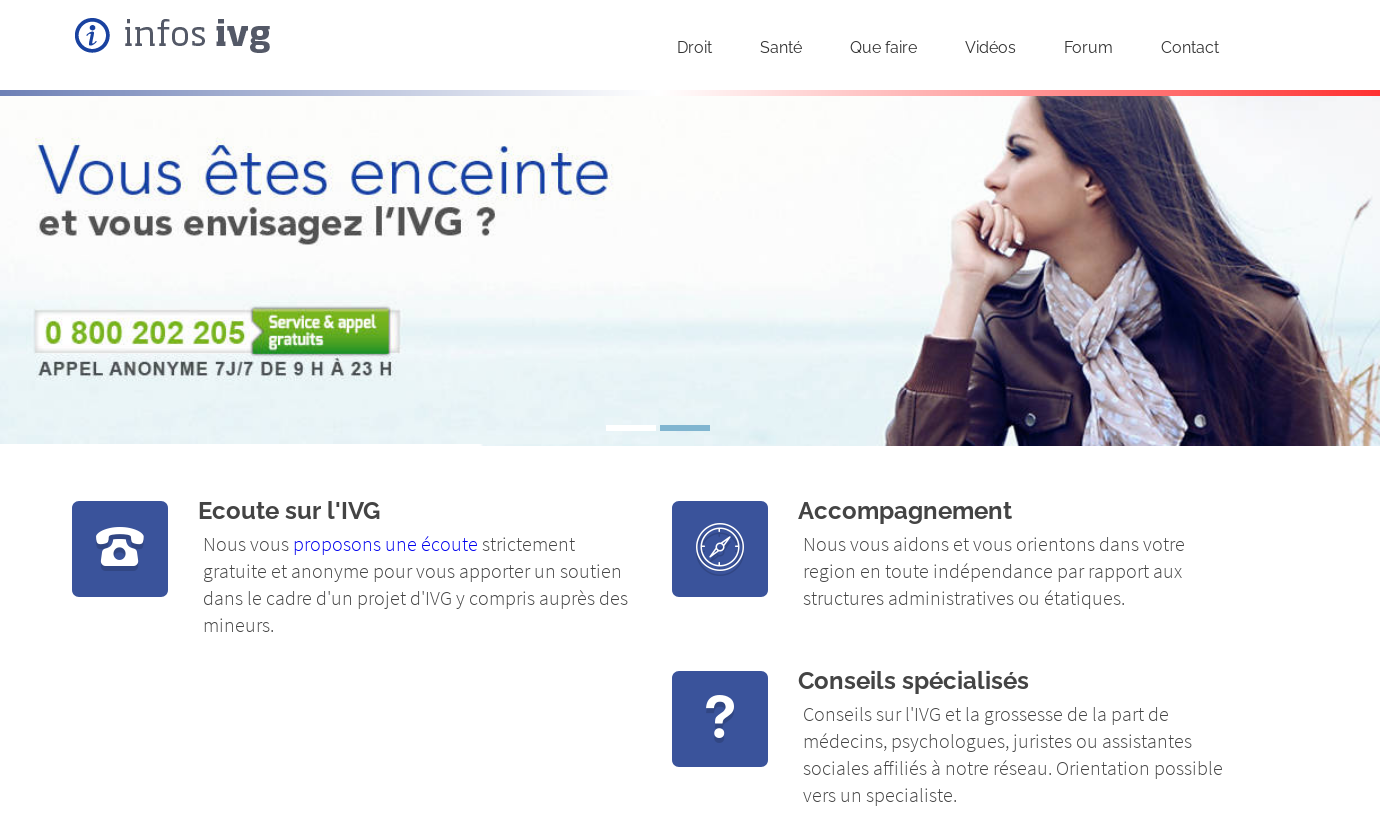 infos ivg
Droit Santé Que faire Vidéos Forum Contact
Vous êtes enceinte
et vous envisagez l'IVG ?
0 800 202 205 Service & appel
gratuits
APPEL ANONYME 7J/7 DE 9 H À 23 H
Ecoute sur l'IVG
Nous vous proposons une écoute strictement
gratuite et anonyme pour vous apporter un soutien
dans le cadre d'un projet d'IVG y compris auprès des
mineurs.
Accompagnement
Nous vous aidons et vous orientons dans votre
region en toute indépendance par rapport aux
structures administratives ou étatiques.
Conseils spécialisés
Conseils sur l'IVG et la grossesse de la part de
médecins, psychologues, juristes ou assistantes
sociales affiliés à notre réseau. Orientation possible
vers un specialiste.